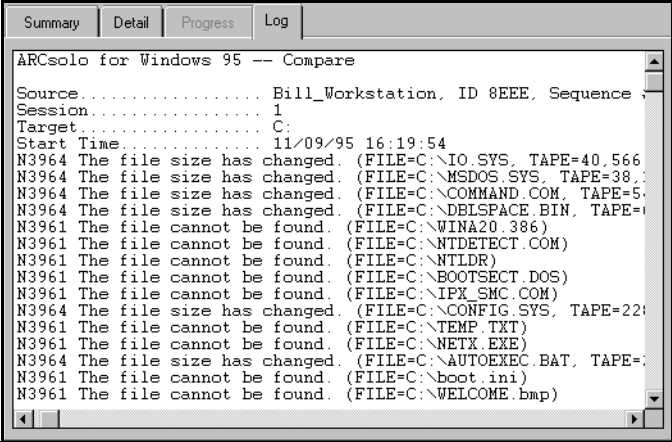 Summary Detail Progress Log
ARCsolo for Windows 95 -- Compare
Source.................. Bill_Workstation, ID 8EEE, Sequence
Session................. 1
Target.................. C:
Start Time.............. 11/09/95 16:19:54
N3964 The file size has changed. (FILE=C:\IO.SYS, TAPE=40,566
N3964 The file size has changed. (FILE=C:\MSDOS.SYS, TAPE=38,
N3964 The file size has changed. (FILE=C:\COMMAND.COM, TAPE=5
N3964 The file size has changed. (FILE=C:\DBLSPACE.BIN, TAPE=
N3961 The file cannot be found. (FILE=C:\WINA20.386)
N3961 The file cannot be found. (FILE=C:\NTDETECT.COM)
N3961 The file cannot be found. (FILE=C:\NTLDR)
N3961 The file cannot be found. (FILE=C:\BOOTSECT.DOS)
N3961 The file cannot be found. (FILE=C:\IPX_SMC.COM)
N3964 The file size has changed. (FILE=C:\CONFIG.SYS, TAPE=22
N3961 The file cannot be found. (FILE=C:\TEMP.TXT)
N3961 The file cannot be found. (FILE=C:\NETX.EXE)
N3964 The file size has changed. (FILE=C:\AUTOEXEC.BAT, TAPE=
N3961 The file cannot be found. (FILE=C:\boot.ini)
N3961 The file cannot be found. (FILE=C:\WELCOME.bmp)